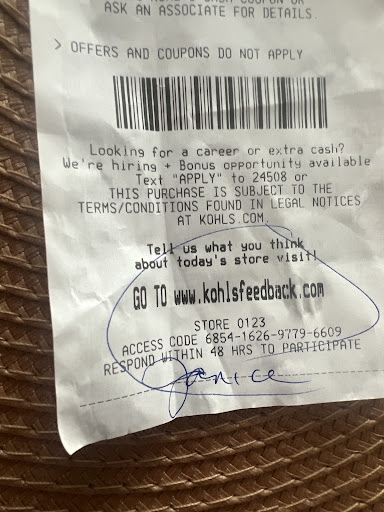 ASK AN ASSOCIATE FOR DETAILS.
> OFFERS AND COUPONS DO NOT APPLY
Looking for a career or extra cash?
We're hiring + Bonus opportunity available
Text "APPLY" to 24508 or
THIS PURCHASE IS SUBJECT TO THE
TERMS/CONDITIONS FOUND IN LEGAL NOTICES
AT KOHLS.COM.
Tell us what you think
about today's store visit!
GO TO www.kohlsfeedback.com
STORE 0123
ACCESS CODE 6854-1626-9779-6609
RESPOND WITHIN 48 HRS TO PARTICIPATE
Janice